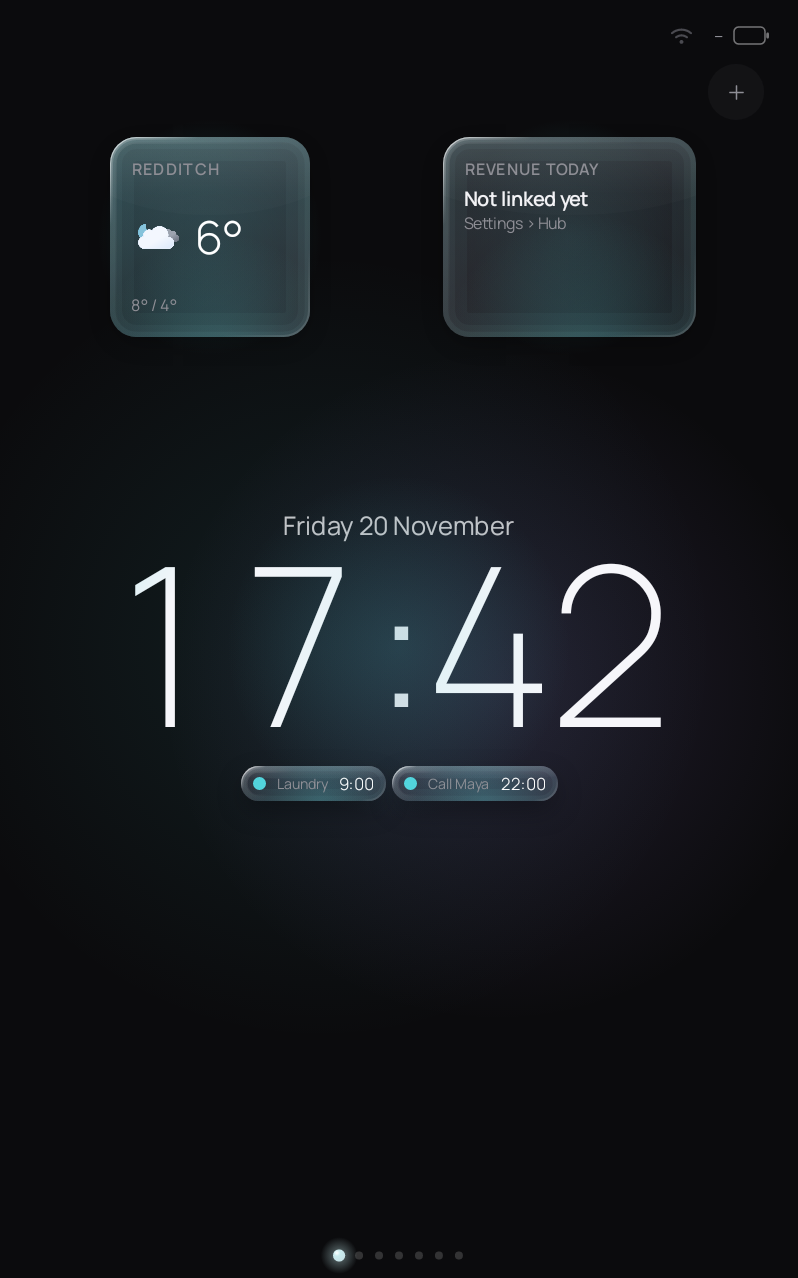 –
+
REDDITCH
6°
8° / 4°
REVENUE TODAY
Not linked yet
Settings › Hub
Friday 20 November
17:42
Laundry 9:00
Call Maya 22:00